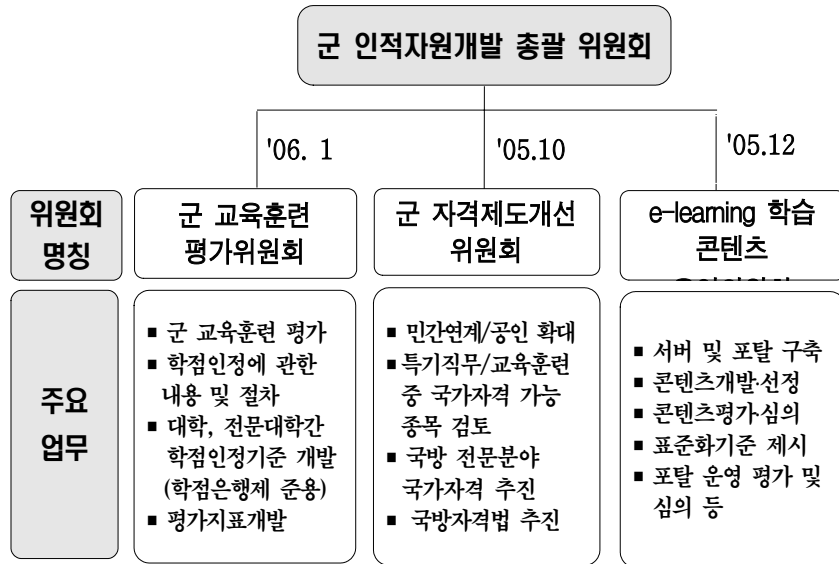 군 인적자원개발 총괄 위원회
'06. 1
'05.10
'05.12
위원회
명칭
군 교육훈련
평가위원회
군 자격제도개선
위원회
e-learning 학습
콘텐츠
주요
업무
▪ 군 교육훈련 평가
▪ 학점인정에 관한
내용 및 절차
▪ 대학, 전문대학간
학점인정기준 개발
(학점은행제 준용)
▪ 평가지표개발
▪ 민간연계/공인 확대
▪ 특기직무/교육훈련
중 국가자격 가능
종목 검토
▪ 국방 전문분야
국가자격 추진
▪ 국방자격법 추진
▪ 서버 및 포탈 구축
▪ 콘텐츠개발·선정
▪ 콘텐츠평가·심의
▪ 표준화기준 제시
▪ 포탈 운영 평가 및
심의 등